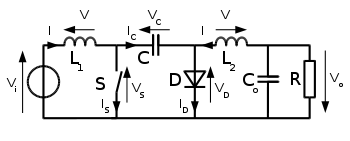 V Vc V
I Ic I
L1 C L2
Vi S Vs D VD Co R Vo
Is ID